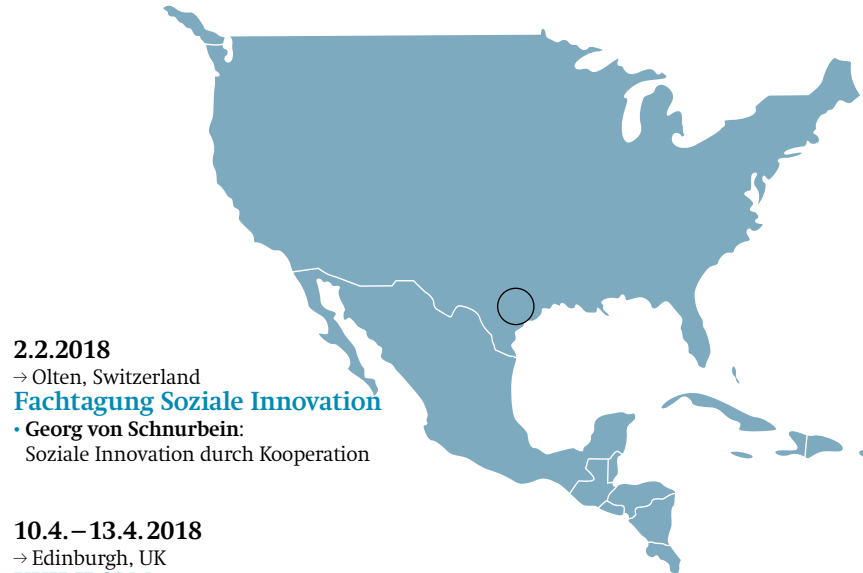 2.2.2018
→ Olten, Switzerland
Fachtagung Soziale Innovation
• Georg von Schnurbein:
Soziale Innovation durch Kooperation
10.4.–13.4.2018
→ Edinburgh, UK